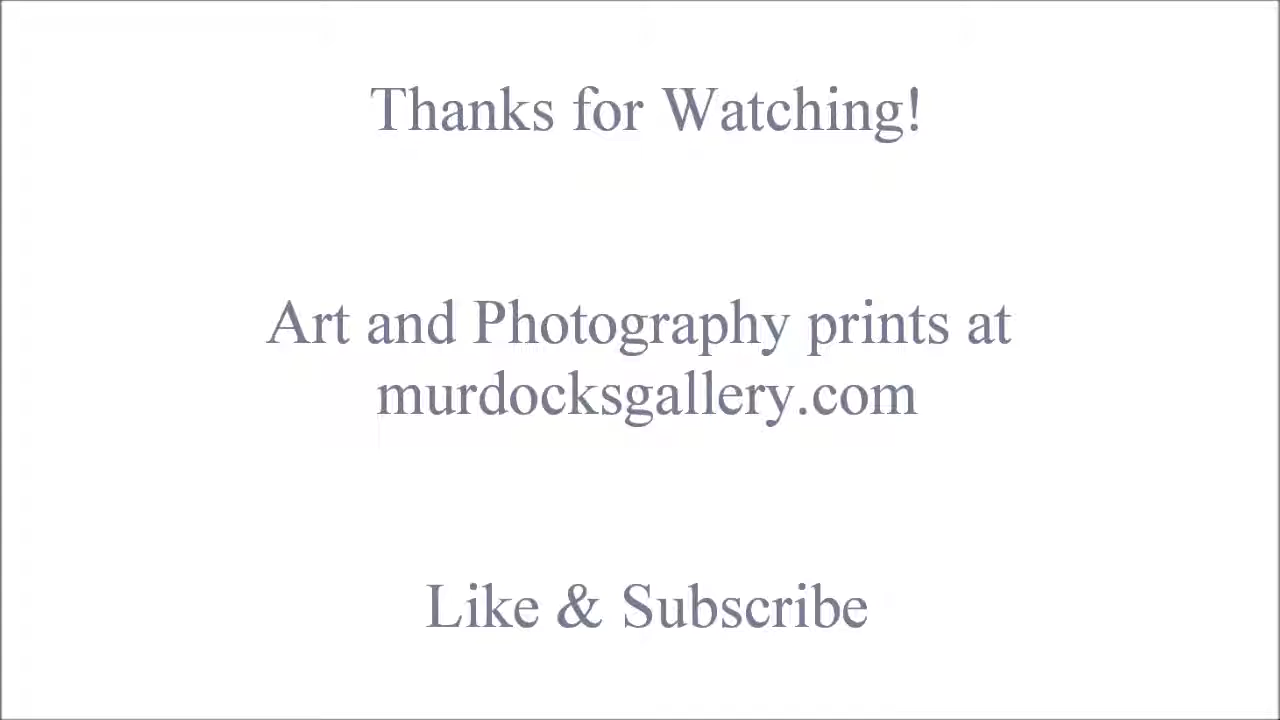 Thanks for Watching!
Art and Photography prints at
murdocksgallery.com
Like & Subscribe